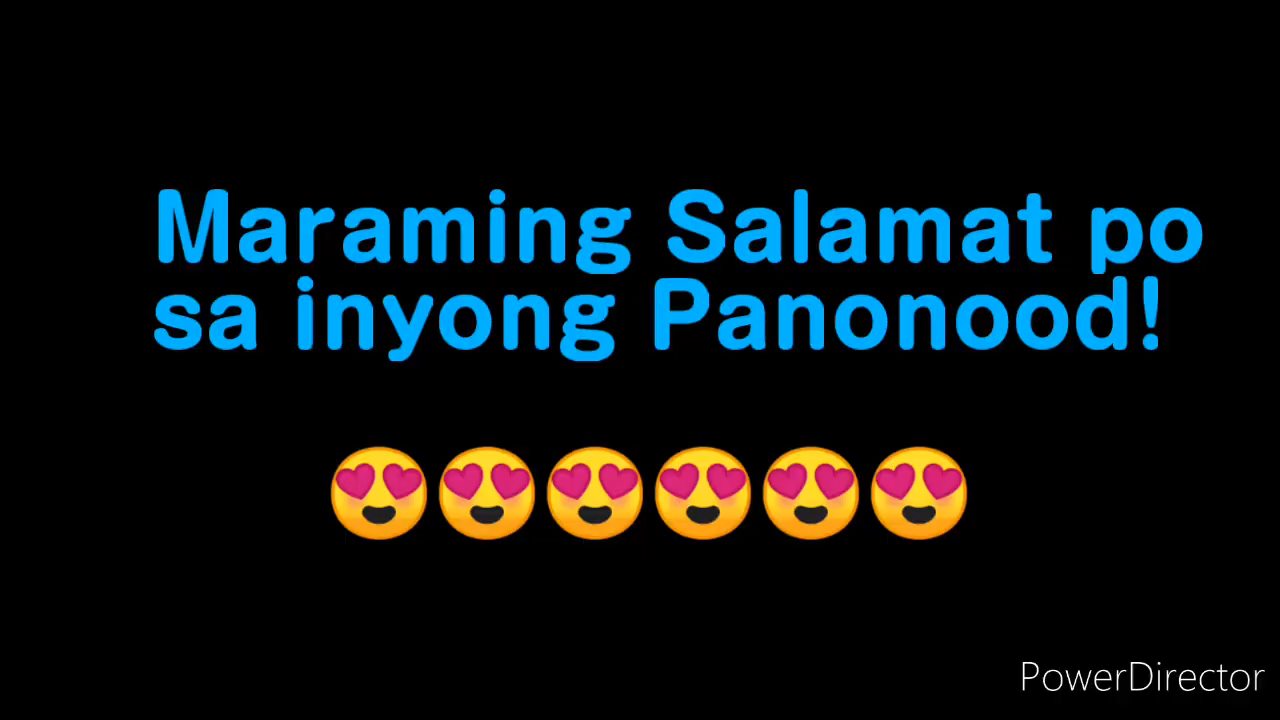 Maraming Salamat po
sa inyong Panonood!
😍😍😍😍😍😍
PowerDirector